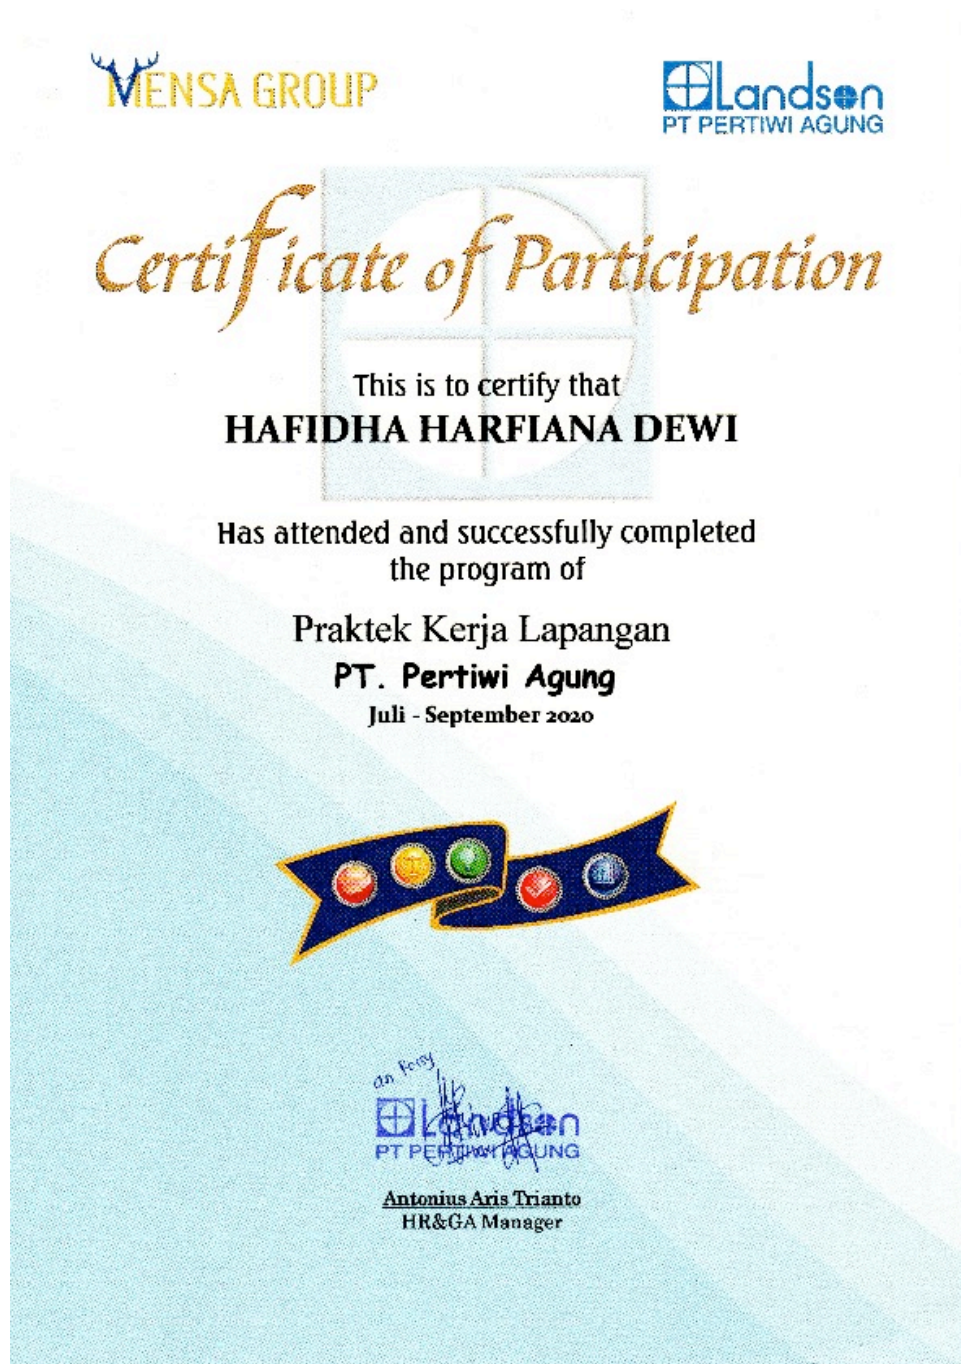 MENSA GROUP
Landson
PT PERTIWI AGUNG
Certificate of Participation
This is to certify that
HAFIDHA HARFIANA DEWI
Has attended and successfully completed
the program of
Praktek Kerja Lapangan
PT. Pertiwi Agung
Juli - September 2020
an
Landson
PT PERTIWI AGUNG
Antonius Aris Trianto
HR&GA Manager